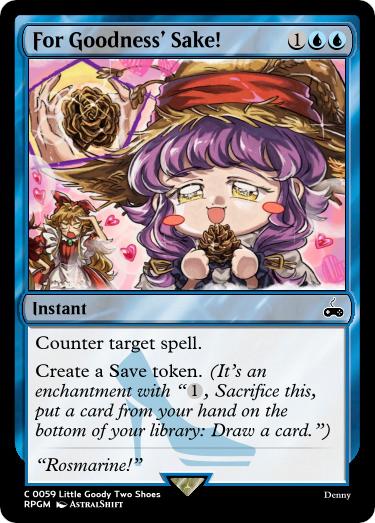 For Goodness' Sake! 1
Instant
Counter target spell.
Create a Save token. (It's an
enchantment with “1, Sacrifice this,
put a card from your hand on the
bottom of your library: Draw a card.”)
“Rosmarine!”
C 0059 Little Goody Two Shoes
RPGM AstralShift
Denny